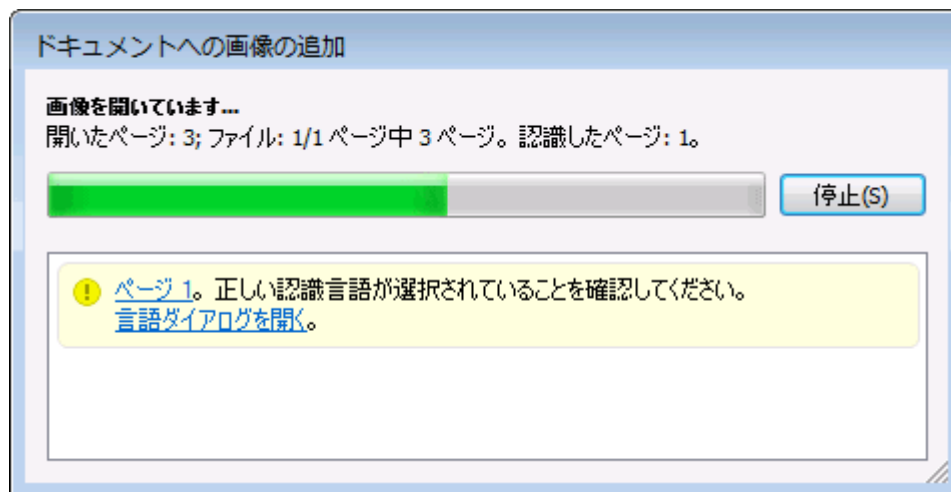 ドキュメントへの画像の追加
画像を開いています...
開いたページ: 3; ファイル: 1/1 ページ中 3 ページ。認識したページ: 1。
停止(S)
ページ 1。正しい認識言語が選択されていることを確認してください。
言語ダイアログを開く。